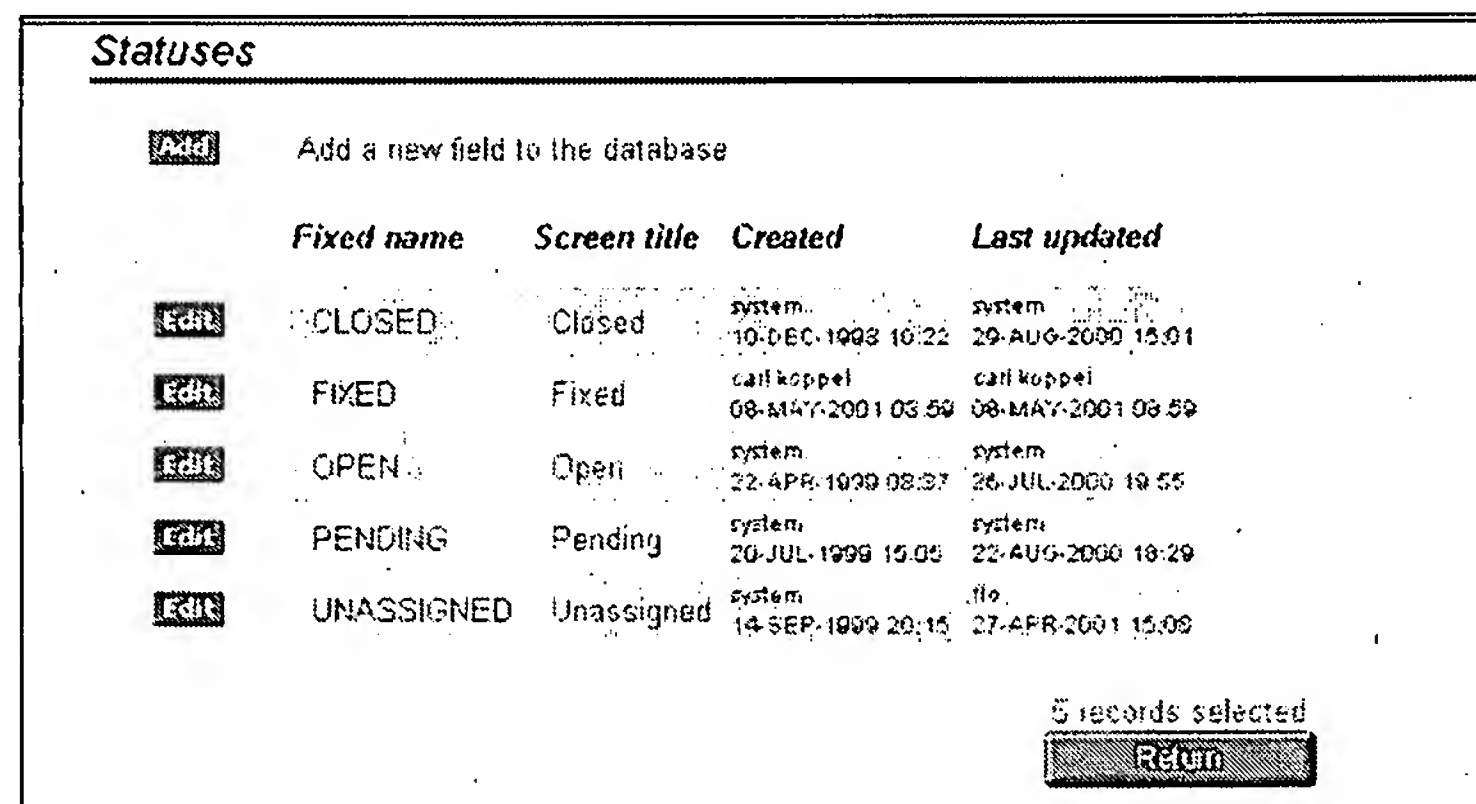 Statuses
Add Add a new field to the database
Fixed name Screen title Created Last updated
Edit CLOSED Closed system system
10-DEC-1998 10:22 29-AUG-2000 15:01
Edit FIXED Fixed carl koppel carl koppel
08-MAY-2001 08:59 08-MAY-2001 08:59
Edit OPEN Open system system
22-APR-1999 08:37 26-JUL-2000 19:55
Edit PENDING Pending system system
20-JUL-1999 15:05 22-AUG-2000 18:29
Edit UNASSIGNED Unassigned system flo
14-SEP-1999 20:15 27-APR-2001
5 records selected
Return